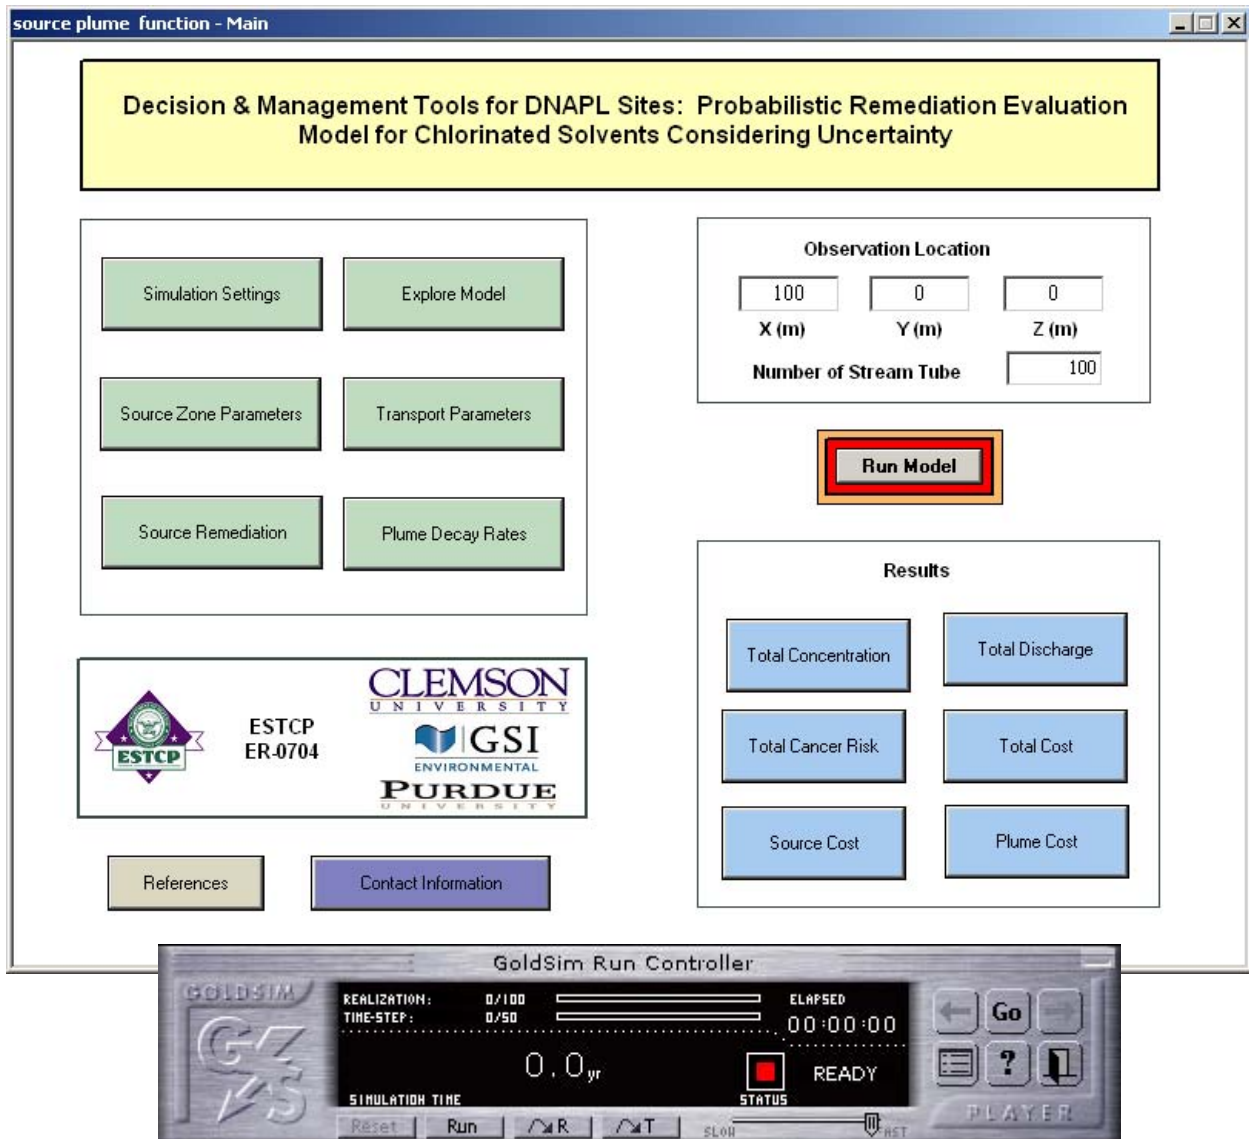 source plume function - Main
Decision & Management Tools for DNAPL Sites: Probabilistic Remediation Evaluation
Model for Chlorinated Solvents Considering Uncertainty
Simulation Settings
Explore Model
Source Zone Parameters
Transport Parameters
Source Remediation
Plume Decay Rates
Observation Location
100
0
0
X (m)
Y (m)
Z (m)
Number of Stream Tube
100
Run Model
Results
Total Concentration
Total Discharge
Total Cancer Risk
Total Cost
Source Cost
Plume Cost
ESTCP
ESTCP
ER-0704
CLEMSON
UNIVERSITY
GSI
ENVIRONMENTAL
PURDUE
UNIVERSITY
References
Contact Information
GoldSim Run Controller
GOLDSIM
REALIZATION: 0/100
TIME-STEP: 0/50
ELAPSED
00:00:00
0.0 yr
READY
SIMULATION TIME
STATUS
Go
?
PLAYER
Reset
Run
R
T
SLOW